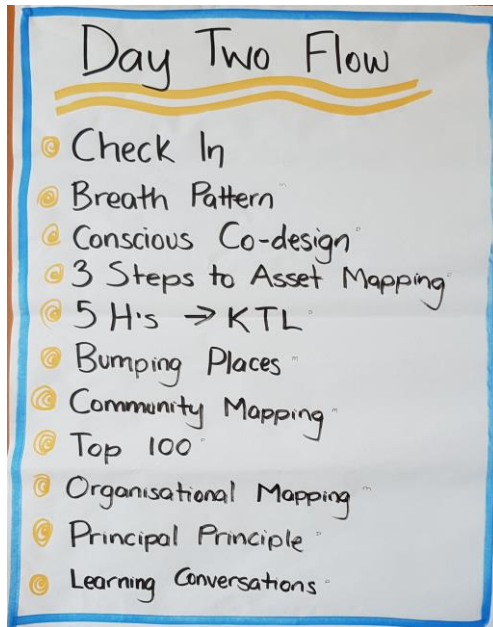 Day Two Flow
Check In
Breath Pattern
Conscious Co-design
3 Steps to Asset Mapping
5 H's → KTL
Bumping Places
Community Mapping
Top 100
Organisational Mapping
Principal Principle
Learning Conversations